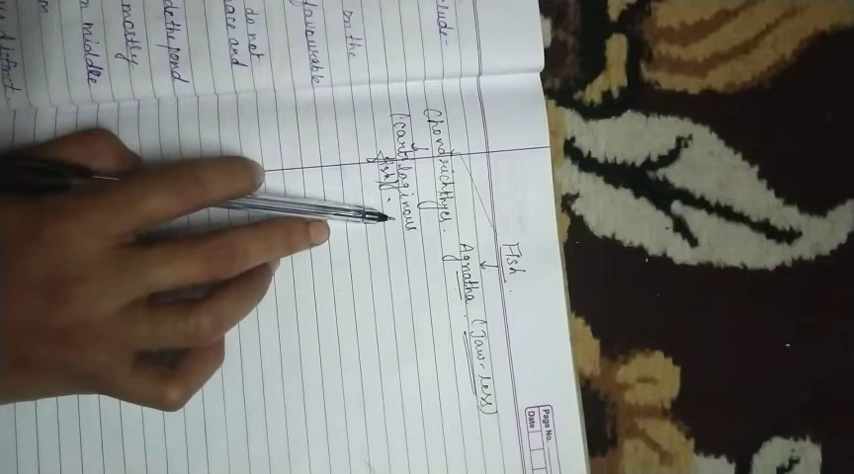 clude-
on the
favourable
do not
ace and
de the pond
mostly
n middle
Page No.
Date
Fish.
↓
Agnatha. (Jaw-less)
Chondrichthyes.
↓
(cartilaginous
fish).